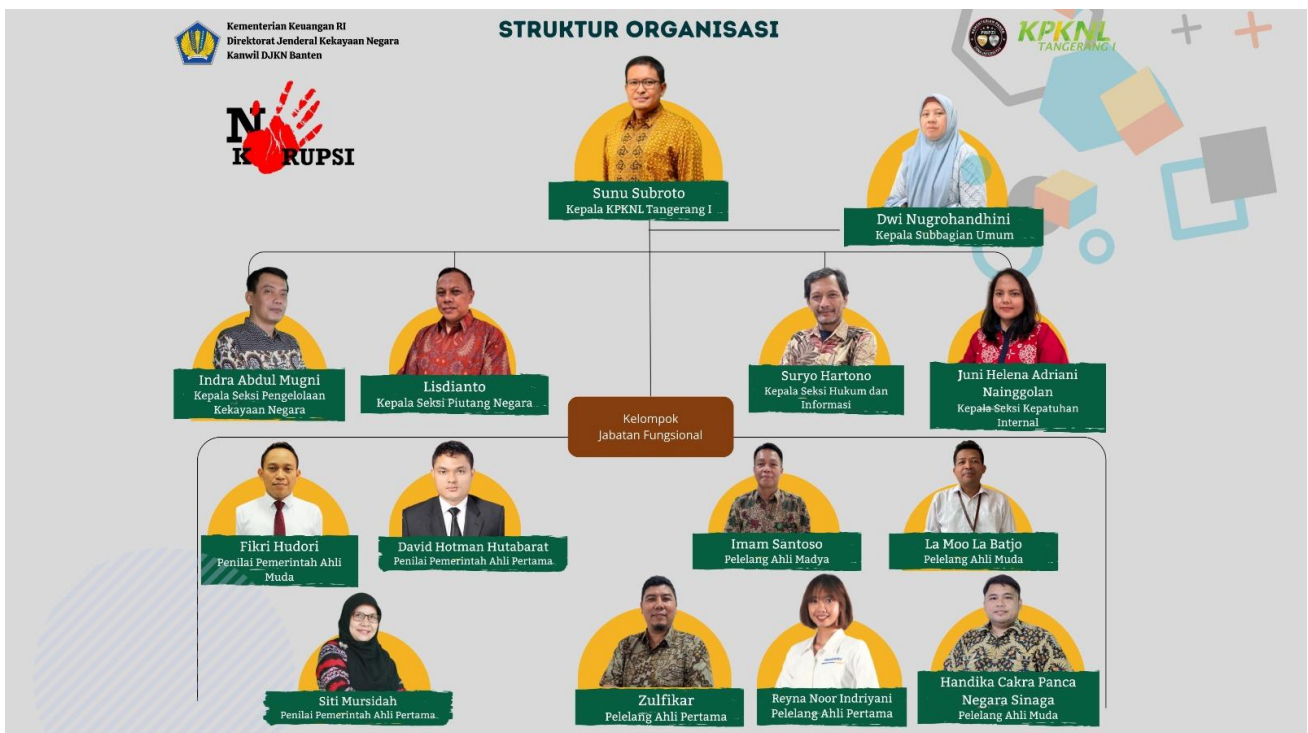 Kementerian Keuangan RI
Direktorat Jenderal Kekayaan Negara
Kanwil DJKN Banten
STRUKTUR ORGANISASI
KPKNL
TANGERANG I
N
K RUPSI
Sunu Subroto
Kepala KPKNL Tangerang I
Dwi Nugrohandhini
Kepala Subbagian Umum
Indra Abdul Mugni
Kepala Seksi Pengelolaan
Kekayaan Negara
Lisdianto
Kepala Seksi Piutang Negara
Suryo Hartono
Kepala Seksi Hukum dan
Informasi
Juni Helena Adriani
Nainggolan
Kepala Seksi Kepatuhan
Internal
Kelompok
Jabatan Fungsional
Fikri Hudori
Penilai Pemerintah Ahli
Muda
David Hotman Hutabarat
Penilai Pemerintah Ahli Pertama
Imam Santoso
Pelelang Ahli Madya
La Moo La Batjo
Pelelang Ahli Muda
Siti Mursidah
Penilai Pemerintah Ahli Pertama
Zulfikar
Pelelang Ahli Pertama
Reyna Noor Indriyani
Pelelang Ahli Pertama
Handika Cakra Panca
Negara Sinaga
Pelelang Ahli Muda